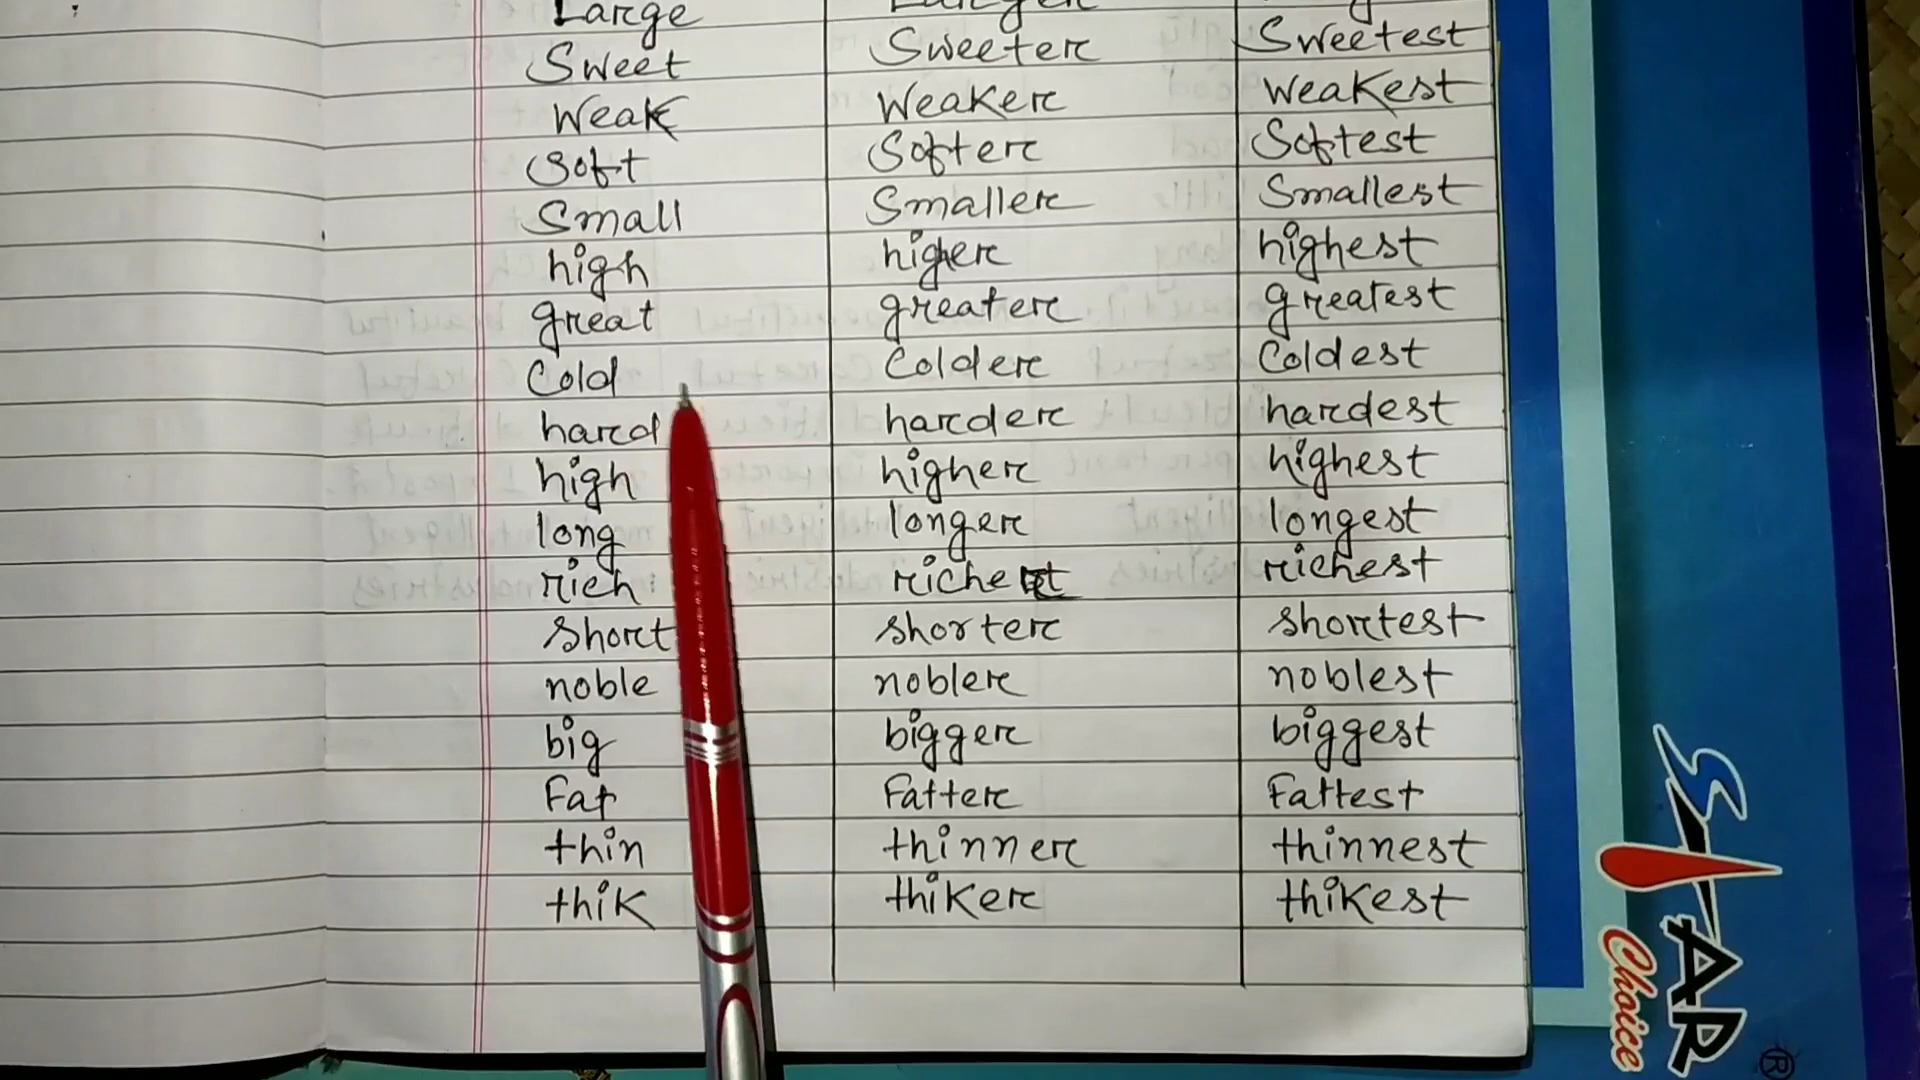 Large Larger
Sweet Sweeter Sweetest
Weak Weaker Weakest
Soft Softer Softest
Small Smaller Smallest
high higher highest
great greater greatest
Cold Colder Coldest
hard harder hardest
high higher highest
long longer longest
rich richer richest
short shorter shortest
noble nobler noblest
big bigger biggest
Fat Fatter Fattest
thin thinner thinnest
thik thiker thikest
STAR
Choice
®